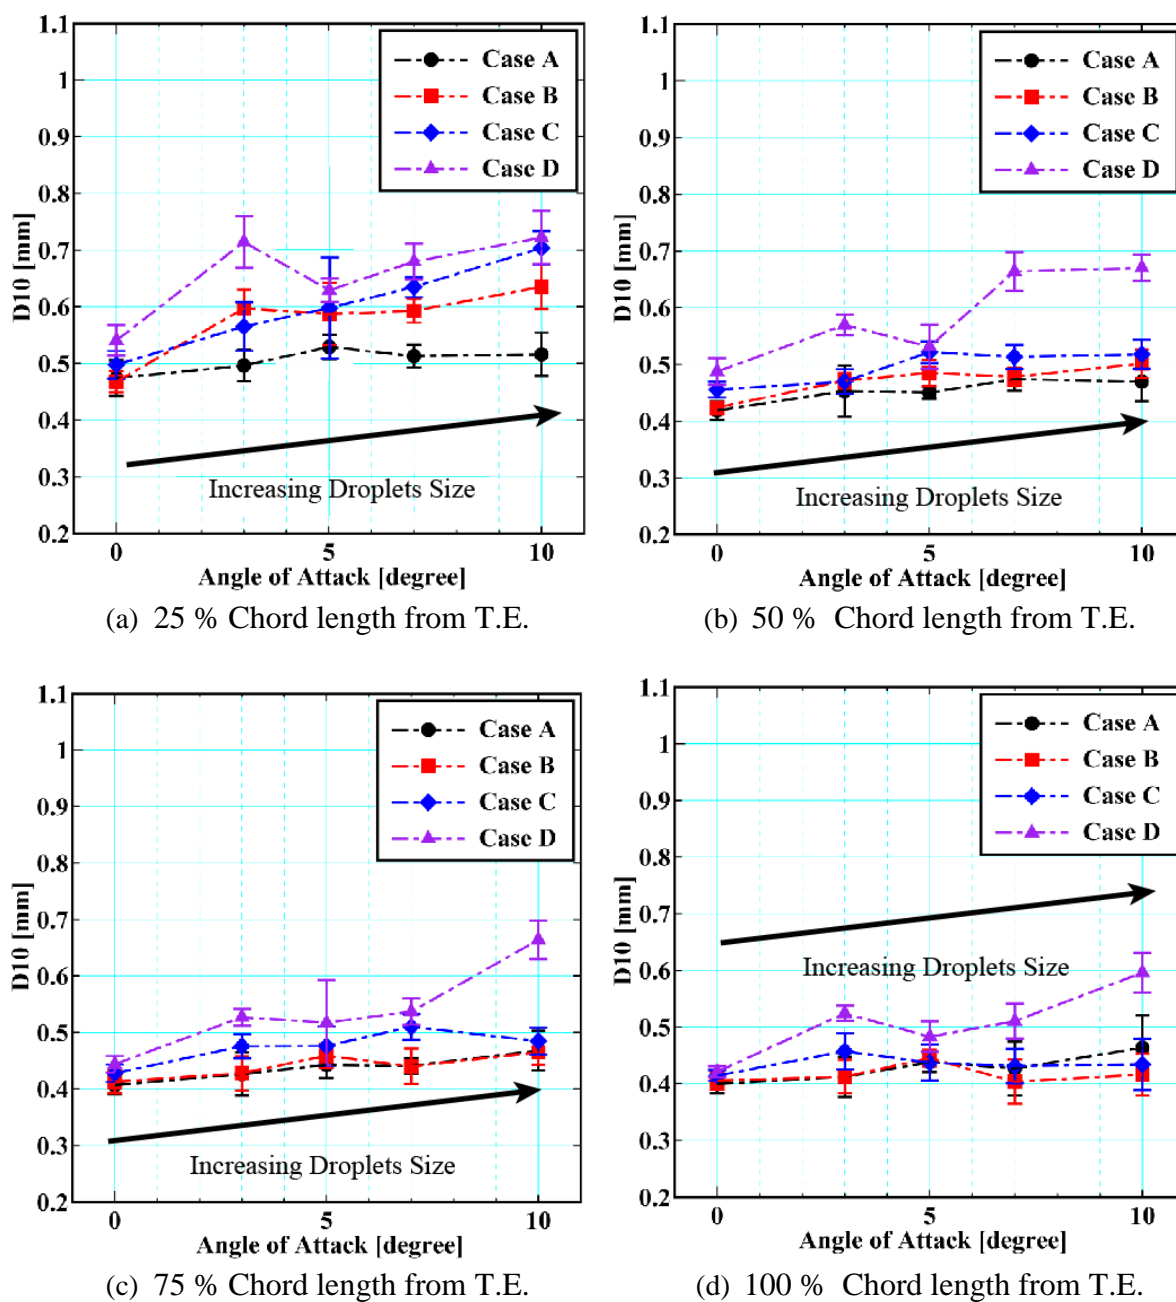 1.1
1
0.9
0.8
0.7
0.6
0.5
0.4
0.3
0.2
D10 [mm]
Case A
Case B
Case C
Case D
Increasing Droplets Size
0 5 10
Angle of Attack [degree]
(a) 25 % Chord length from T.E.
1.1
1
0.9
0.8
0.7
0.6
0.5
0.4
0.3
0.2
D10 [mm]
Case A
Case B
Case C
Case D
Increasing Droplets Size
0 5 10
Angle of Attack [degree]
(b) 50 % Chord length from T.E.
1.1
1
0.9
0.8
0.7
0.6
0.5
0.4
0.3
0.2
D10 [mm]
Case A
Case B
Case C
Case D
Increasing Droplets Size
0 5 10
Angle of Attack [degree]
(c) 75 % Chord length from T.E.
1.1
1
0.9
0.8
0.7
0.6
0.5
0.4
0.3
0.2
D10 [mm]
Case A
Case B
Case C
Case D
Increasing Droplets Size
0 5 10
Angle of Attack [degree]
(d) 100 % Chord length from T.E.